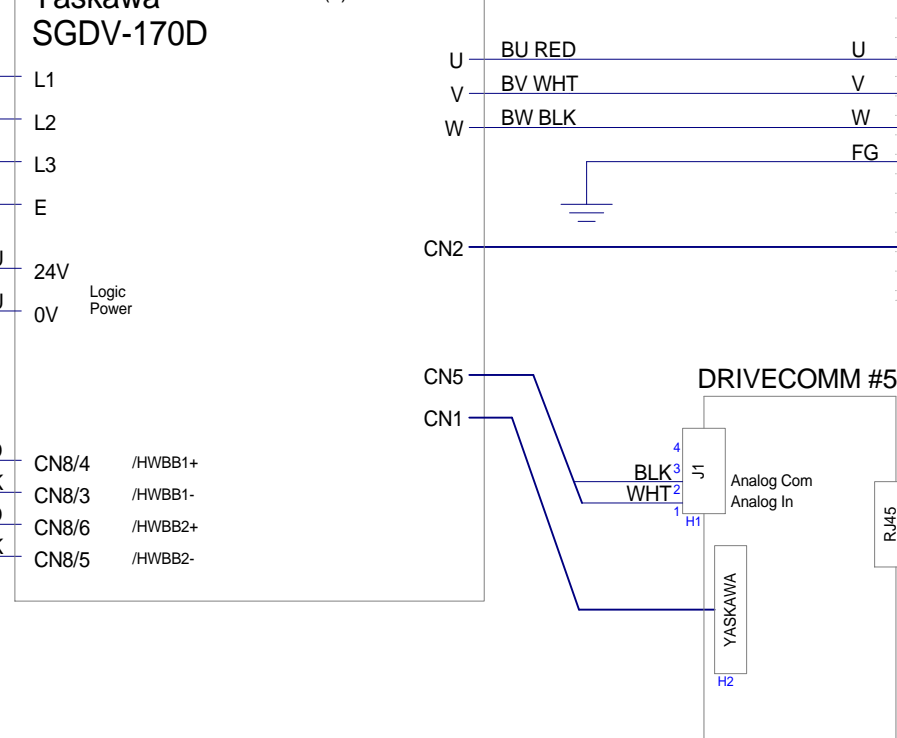 Yaskawa
SGDV-170D
L1
L2
L3
E
24V
0V
Logic
Power
CN8/4 /HWBB1+
CN8/3 /HWBB1-
CN8/6 /HWBB2+
CN8/5 /HWBB2-
U BU RED U
V BV WHT V
W BW BLK W
FG
CN2
CN5
CN1
DRIVECOMM #5
4
BLK 3
WHT 2
1
J1
H1
Analog Com
Analog In
RJ45
YASKAWA
H2